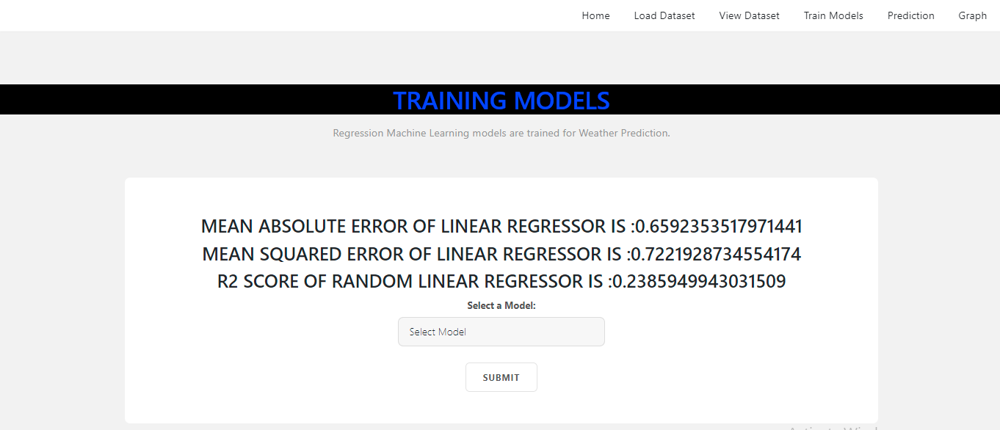 Home Load Dataset View Dataset Train Models Prediction Graph
TRAINING MODELS
Regression Machine Learning models are trained for Weather Prediction.
MEAN ABSOLUTE ERROR OF LINEAR REGRESSOR IS :0.6592353517971441
MEAN SQUARED ERROR OF LINEAR REGRESSOR IS :0.7221928734554174
R2 SCORE OF RANDOM LINEAR REGRESSOR IS :0.2385949943031509
Select a Model:
Select Model
SUBMIT